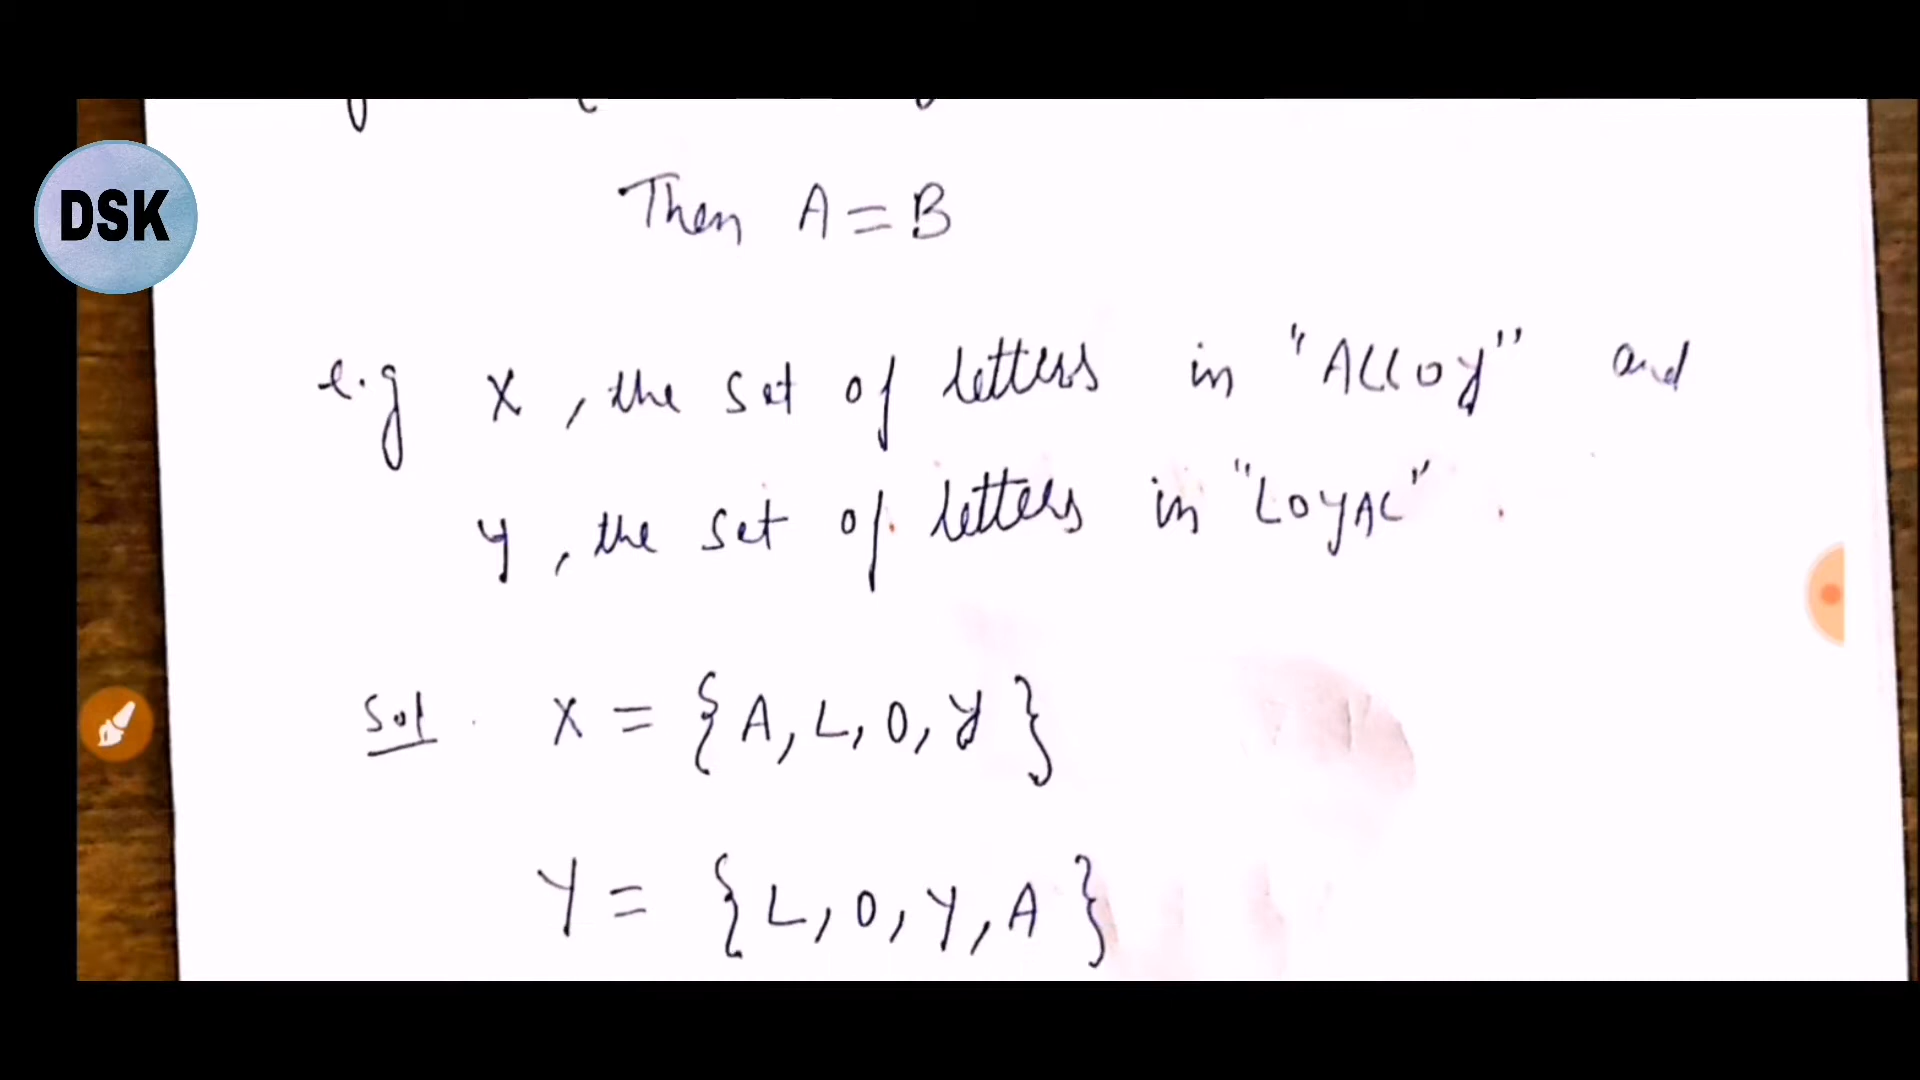 DSK
Then A = B
e.g X, the set of letters in "ALLOY" and
Y, the set of letters in "LOYAL".
Sol. X = {A, L, O, Y}
Y = {L, O, Y, A}